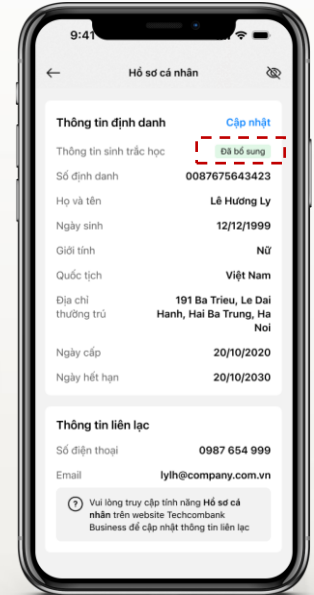 9:41
Hồ sơ cá nhân
Thông tin định danh Cập nhật
Thông tin sinh trắc học Đã bổ sung
Số định danh 0087675643423
Họ và tên Lê Hương Ly
Ngày sinh 12/12/1999
Giới tính Nữ
Quốc tịch Việt Nam
Địa chỉ 191 Ba Trieu, Le Dai
thường trú Hanh, Hai Ba Trung, Ha
Noi
Ngày cấp 20/10/2020
Ngày hết hạn 20/10/2030
Thông tin liên lạc
Số điện thoại 0987 654 999
Email lylh@company.com.vn
Vui lòng truy cập tính năng Hồ sơ cá
nhân trên website Techcombank
Business để cập nhật thông tin liên lạc